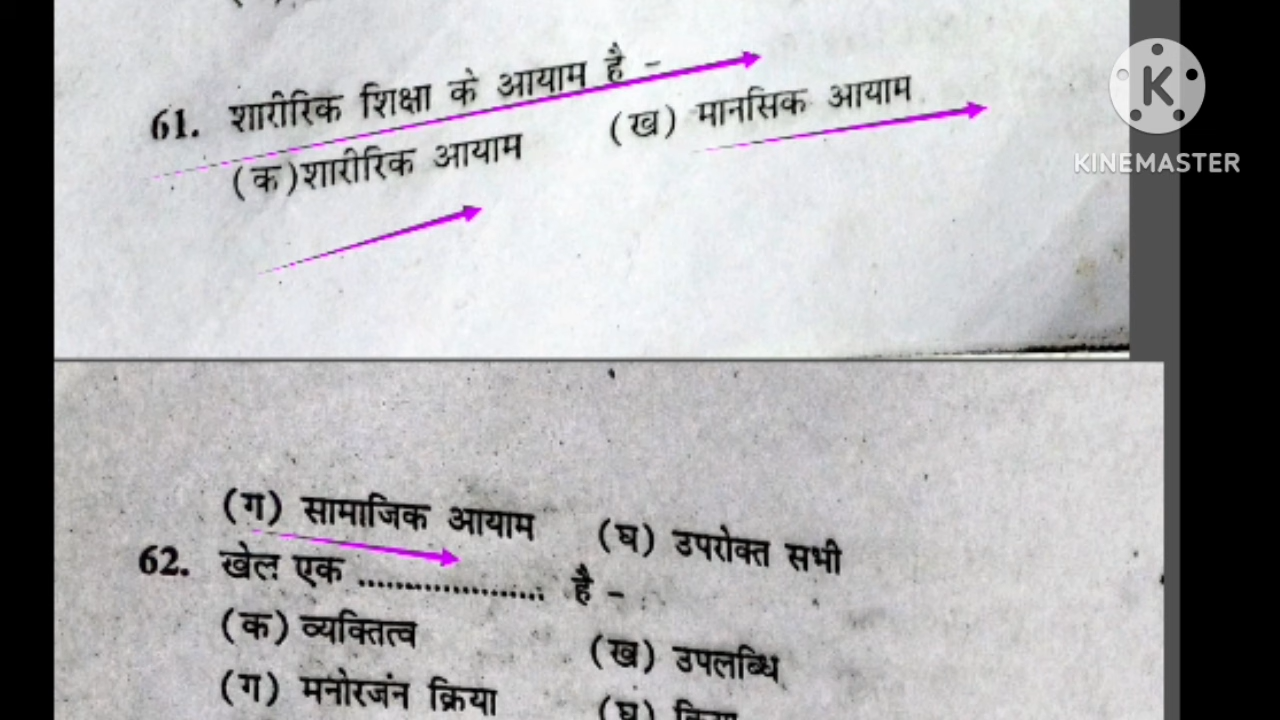 61. शारीरिक शिक्षा के आयाम है -
(क)शारीरिक आयाम (ख) मानसिक आयाम
(ग) सामाजिक आयाम (घ) उपरोक्त सभी
62. खेल एक ..................... है -
(क) व्यक्तित्व (ख) उपलब्धि
(ग) मनोरजंन क्रिया (घ)
KINEMASTER